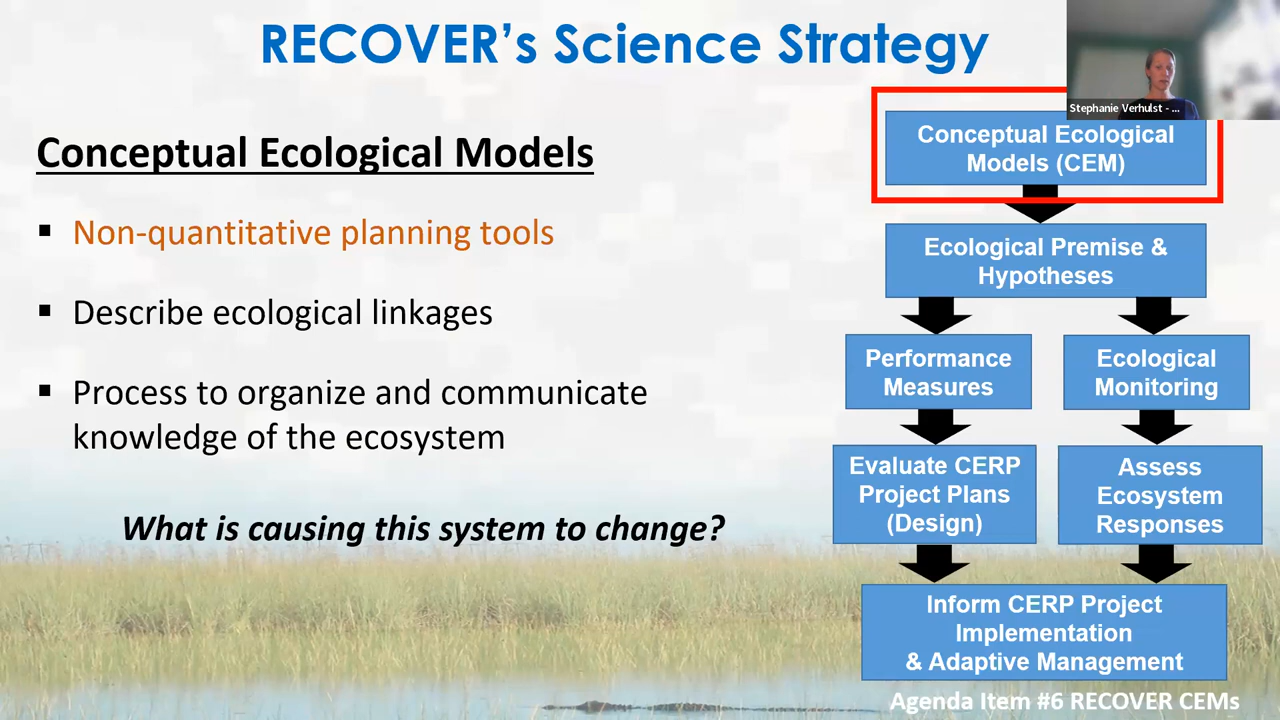 RECOVER's Science Strategy
Stephanie Verhulst - ...
Conceptual Ecological Models
▪ Non-quantitative planning tools
▪ Describe ecological linkages
▪ Process to organize and communicate
knowledge of the ecosystem
What is causing this system to change?
Conceptual Ecological
Models (CEM)
Ecological Premise &
Hypotheses
Performance
Measures
Ecological
Monitoring
Evaluate CERP
Project Plans
(Design)
Assess
Ecosystem
Responses
Inform CERP Project
Implementation
& Adaptive Management
Agenda Item #6 RECOVER CEMs